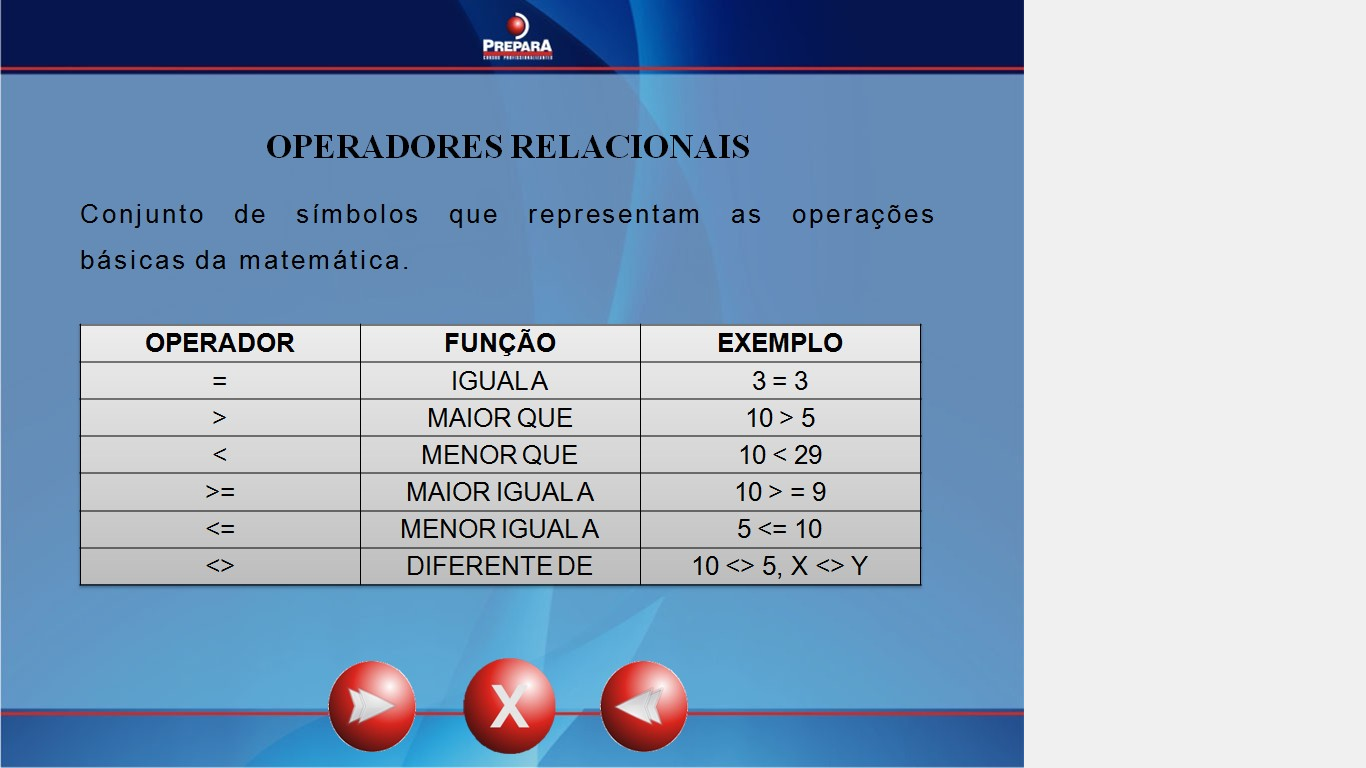 PREPARA
CURSOS PROFISSIONALIZANTES
OPERADORES RELACIONAIS
Conjunto de símbolos que representam as operações
básicas da matemática.
OPERADOR FUNÇÃO EXEMPLO
= IGUAL A 3 = 3
> MAIOR QUE 10 > 5
< MENOR QUE 10 < 29
>= MAIOR IGUAL A 10 > = 9
<= MENOR IGUAL A 5 <= 10
<> DIFERENTE DE 10 <> 5, X <> Y
X